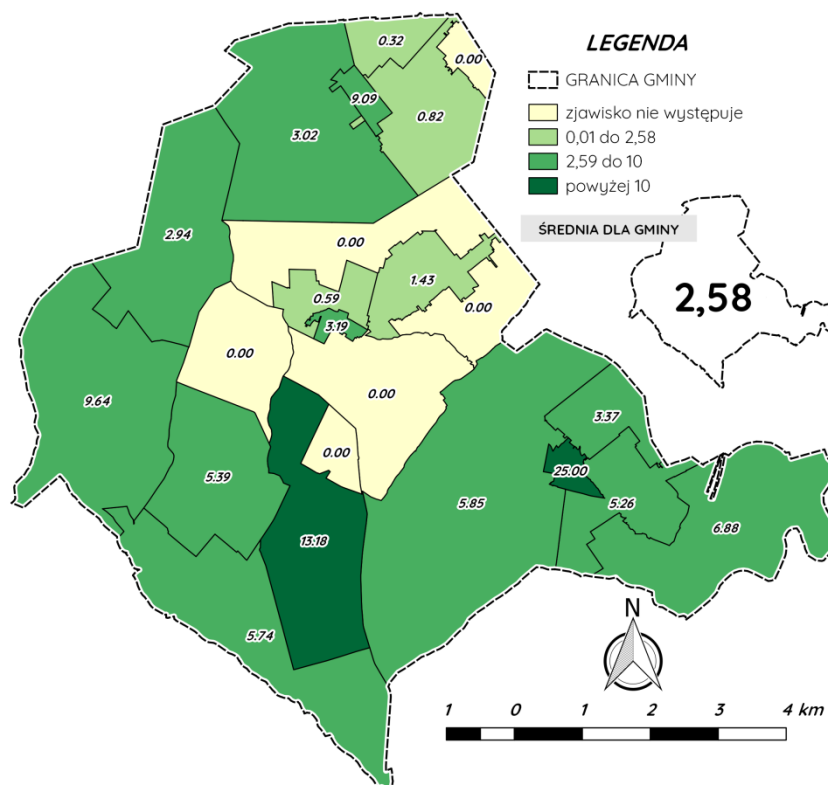 LEGENDA
GRANICA GMINY
zjawisko nie występuje
0,01 do 2,58
2,59 do 10
powyżej 10
ŚREDNIA DLA GMINY
2,58
0.32
0.00
9.09
0.82
3.02
2.94
0.00
1.43
0.59
0.00
3.19
0.00
0.00
9.64
3.37
0.00
25.00
5.39
5.85
5.26
6.88
13.18
5.74
N
1 0 1 2 3 4 km